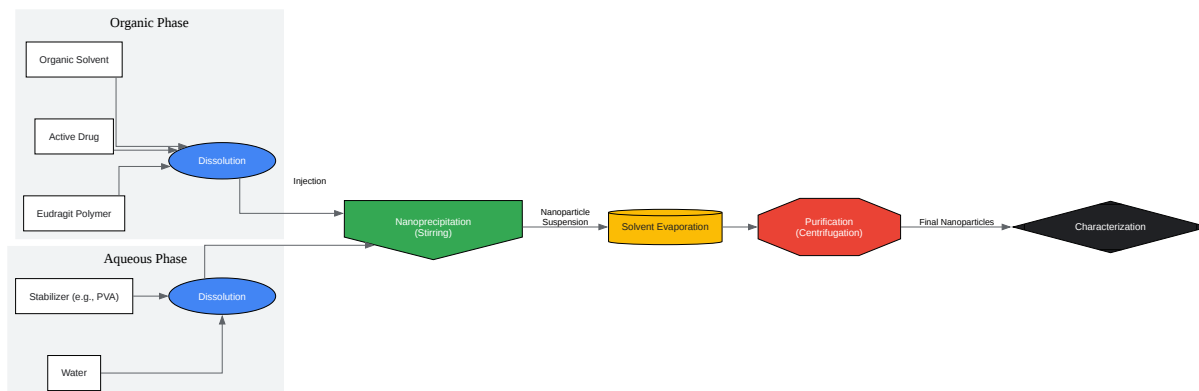 Organic Phase
Organic Solvent
Active Drug
Dissolution
Eudragit Polymer
Injection
Aqueous Phase
Stabilizer (e.g., PVA)
Dissolution
Water
Nanoprecipitation
(Stirring)
Nanoparticle
Suspension
Solvent Evaporation
Purification
(Centrifugation)
Final Nanoparticles
Characterization